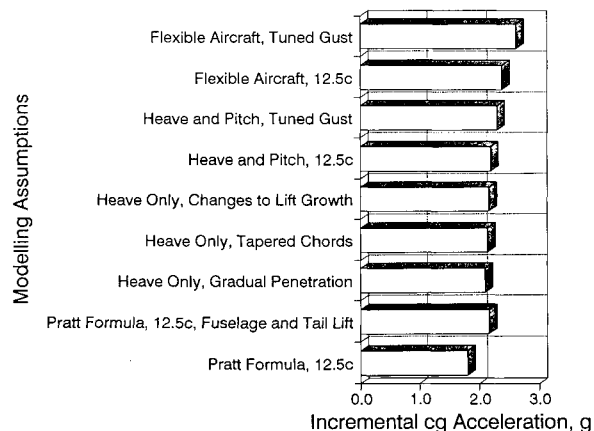 Modelling Assumptions
Flexible Aircraft, Tuned Gust
Flexible Aircraft, 12.5c
Heave and Pitch, Tuned Gust
Heave and Pitch, 12.5c
Heave Only, Changes to Lift Growth
Heave Only, Tapered Chords
Heave Only, Gradual Penetration
Pratt Formula, 12.5c, Fuselage and Tail Lift
Pratt Formula, 12.5c
0.0 1.0 2.0 3.0
Incremental cg Acceleration, g